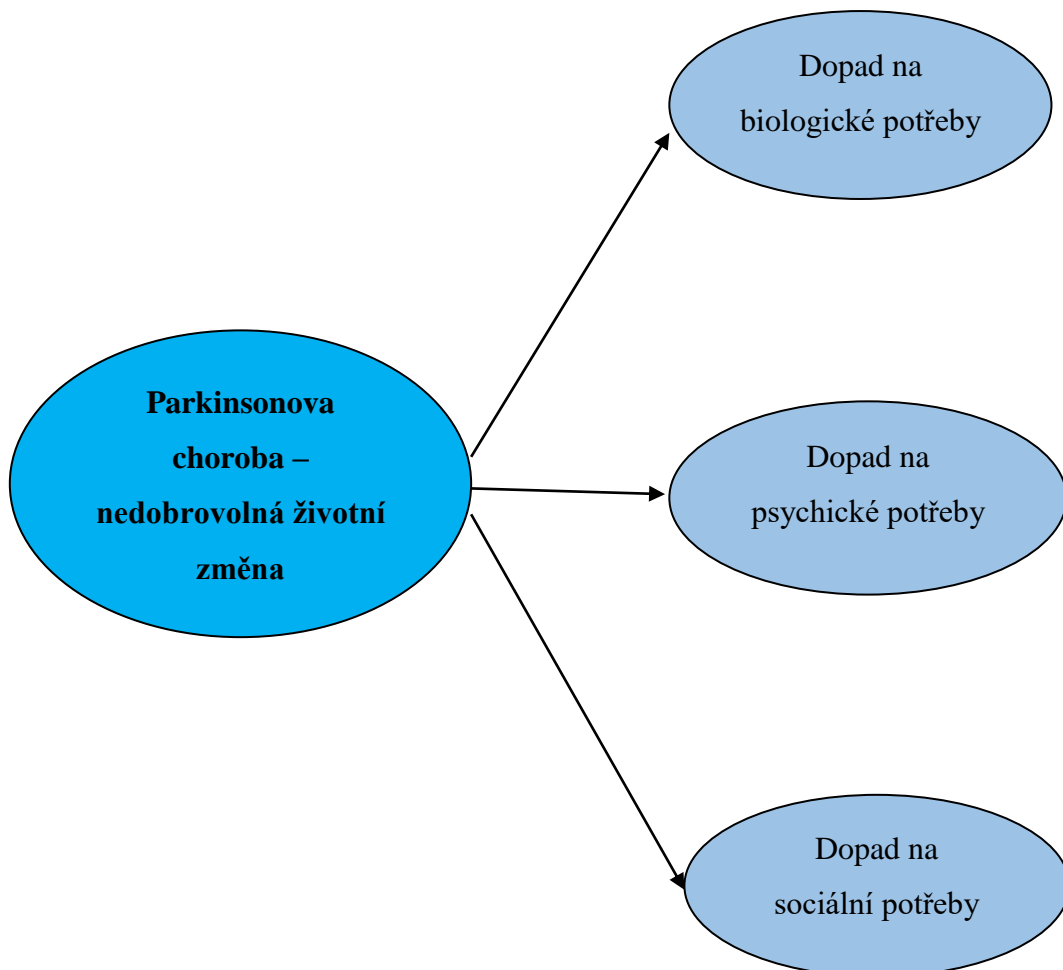 Dopad na
biologické potřeby
Parkinsonova
choroba –
nedobrovolná životní
změna
Dopad na
psychické potřeby
Dopad na
sociální potřeby